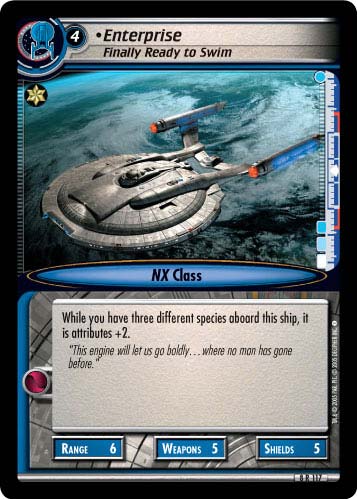 4
•Enterprise
Finally Ready to Swim
NX Class
While you have three different species aboard this ship, it
is attributes +2.
"This engine will let us go boldly…where no man has gone
before."
RANGE 6
WEAPONS 5
SHIELDS 5
8 R 117